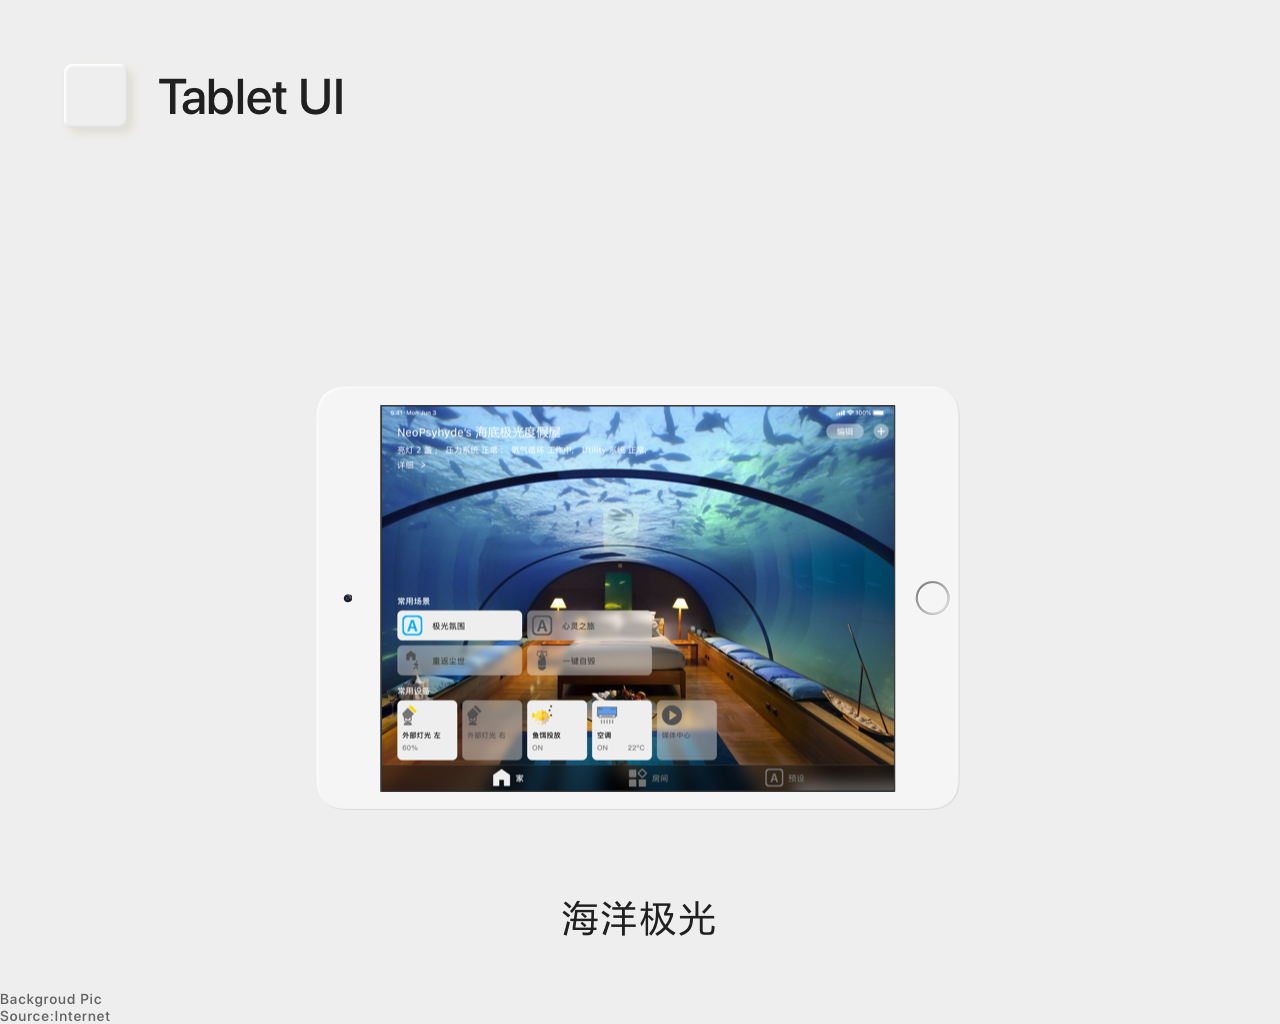 Tablet UI
9:41 Mon Jun 3
100%
NeoPsyhyde's 海底极光度假屋
编辑
亮灯 2 盏； 压力系统 正常； 氧气循环 工作中； Utility 系统 正常；
详细 >
常用场景
A 极光氛围
A 心灵之旅
重返尘世
一键自毁
常用设备
外部灯光 左
60%
外部灯光 右
鱼饵投放
ON
空调
ON 22°C
媒体中心
家
房间
A 预设
海洋极光
Backgroud Pic
Source:Internet